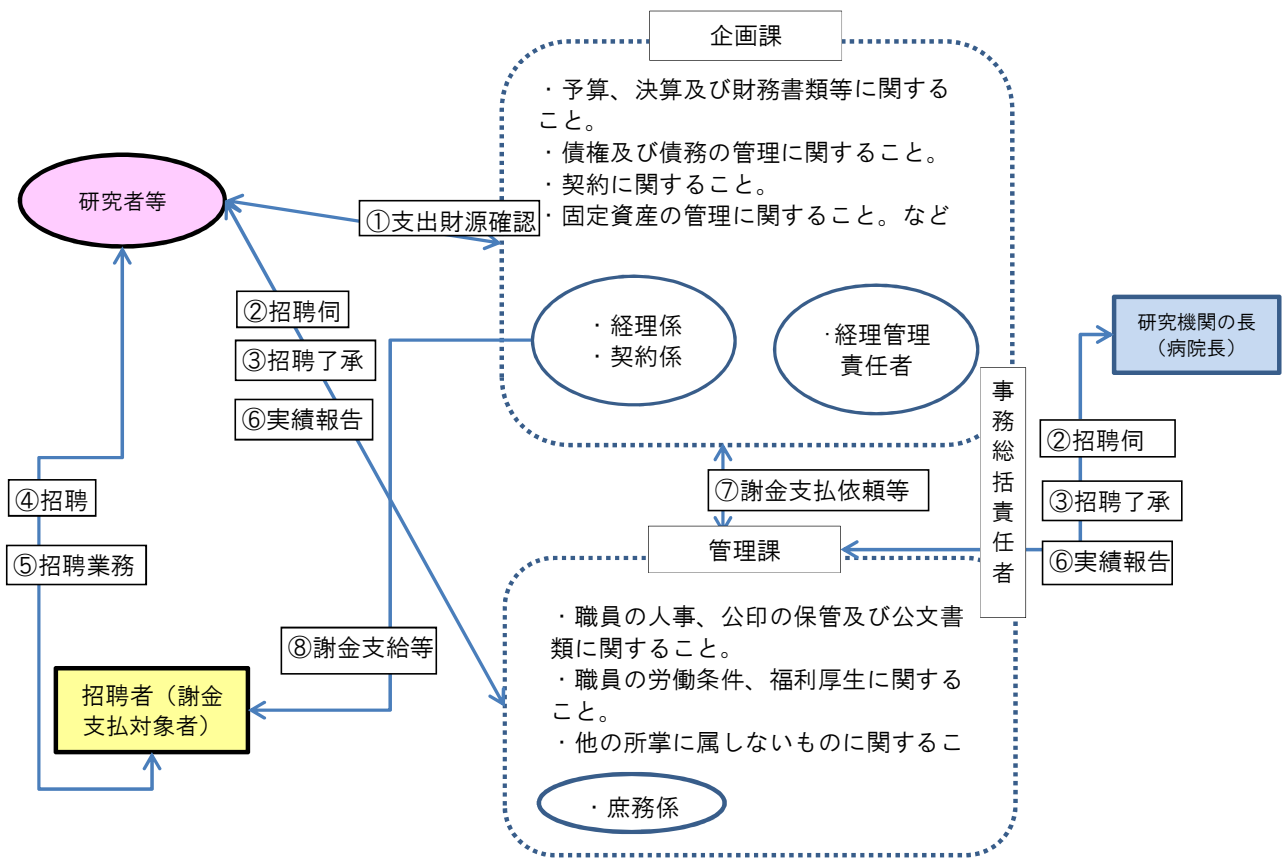 企画課
・予算、決算及び財務書類等に関する
こと。
・債権及び債務の管理に関すること。
・契約に関すること。
・固定資産の管理に関すること。など
研究者等
①支出財源確認
②招聘伺
③招聘了承
⑥実績報告
・経理係
・契約係
・経理管理
責任者
研究機関の長
（病院長）
事務総括責任者
②招聘伺
③招聘了承
⑥実績報告
④招聘
⑤招聘業務
⑦謝金支払依頼等
管理課
・職員の人事、公印の保管及び公文書
類に関すること。
・職員の労働条件、福利厚生に関する
こと。
・他の所掌に属しないものに関するこ
・庶務係
⑧謝金支給等
招聘者（謝金
支払対象者）